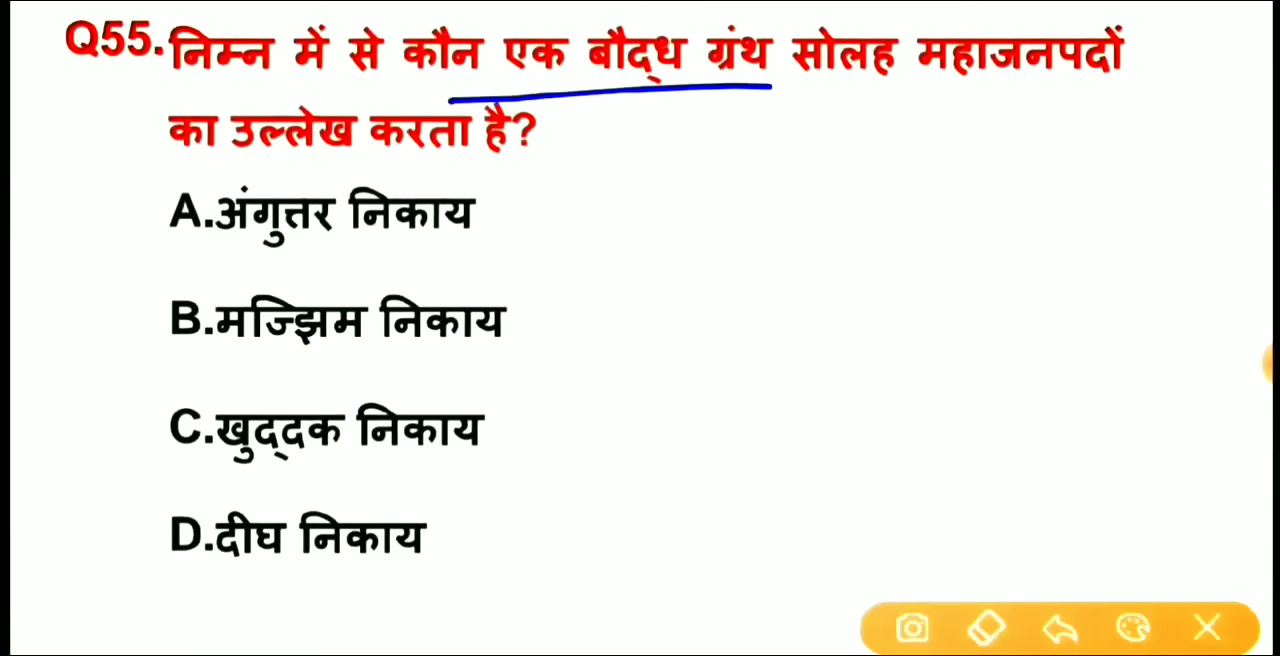 Q55. निम्न में से कौन एक बौद्ध ग्रंथ सोलह महाजनपदों
का उल्लेख करता है?
A.अंगुत्तर निकाय
B.मज्झिम निकाय
C.खुद्दक निकाय
D.दीघ निकाय